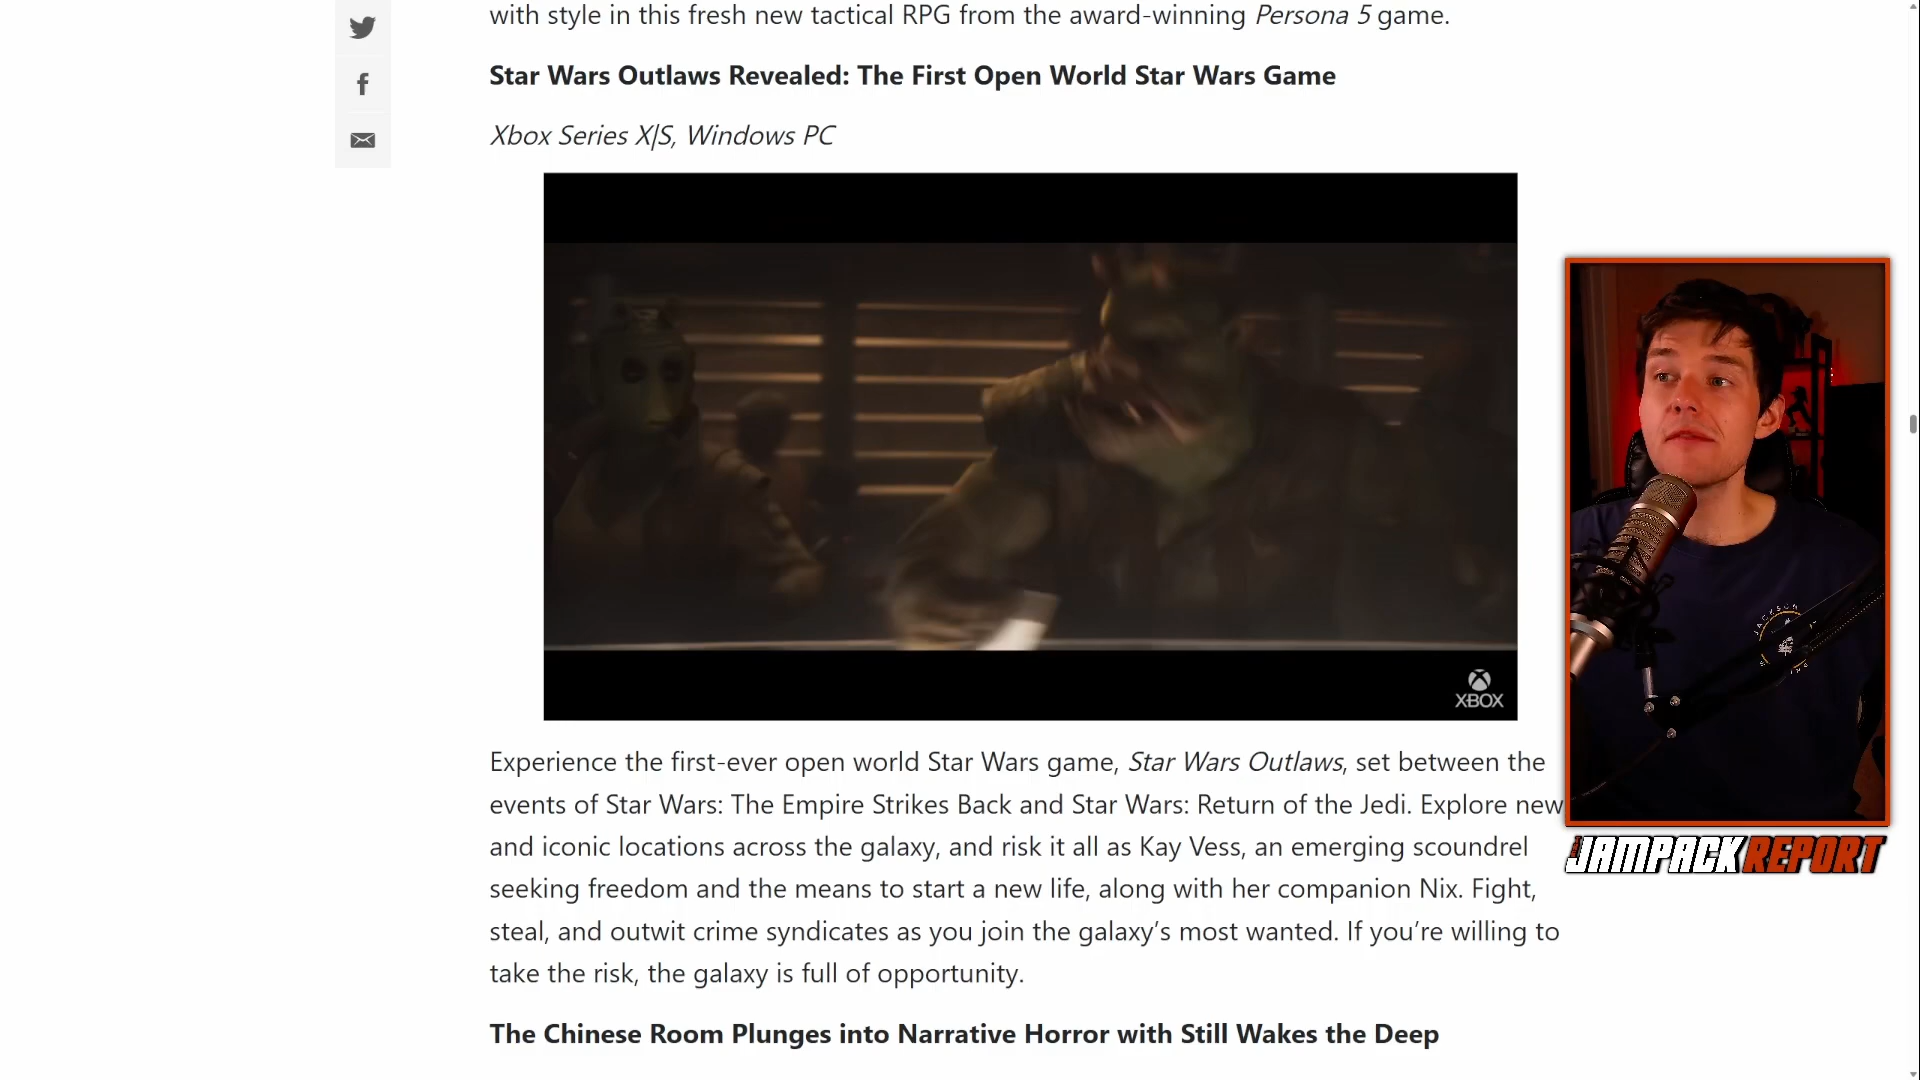 with style in this fresh new tactical RPG from the award-winning Persona 5 game.
Star Wars Outlaws Revealed: The First Open World Star Wars Game
Xbox Series X|S, Windows PC
XBOX
Experience the first-ever open world Star Wars game, Star Wars Outlaws, set between the
events of Star Wars: The Empire Strikes Back and Star Wars: Return of the Jedi. Explore new
and iconic locations across the galaxy, and risk it all as Kay Vess, an emerging scoundrel
seeking freedom and the means to start a new life, along with her companion Nix. Fight,
steal, and outwit crime syndicates as you join the galaxy’s most wanted. If you’re willing to
take the risk, the galaxy is full of opportunity.
The Chinese Room Plunges into Narrative Horror with Still Wakes the Deep
JACKSON
JAMPACK REPORT